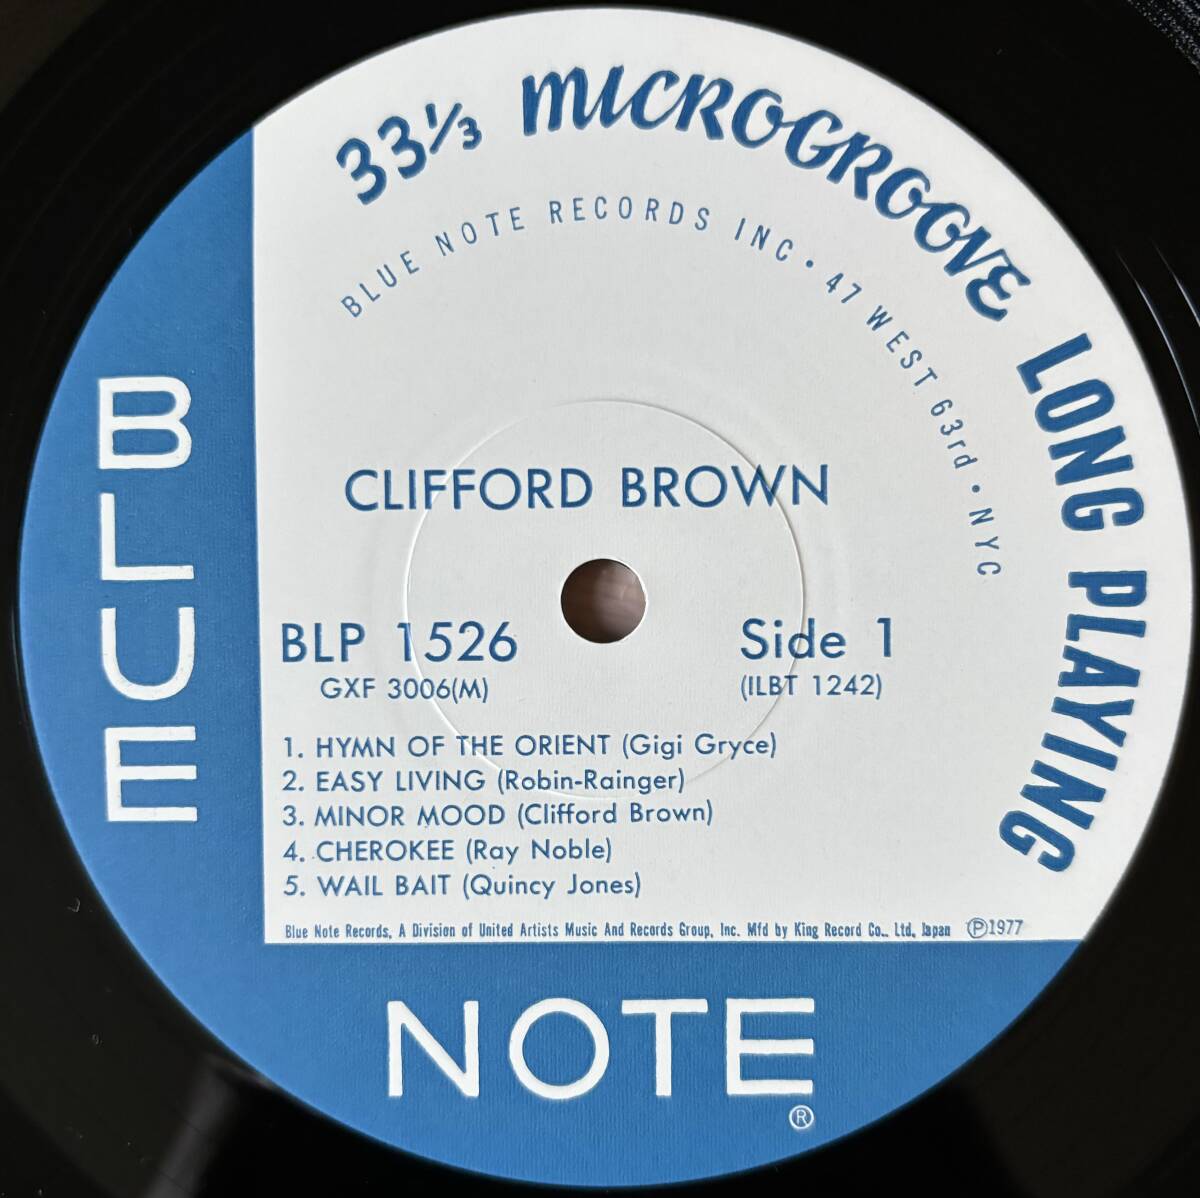 33⅓ MICROGROOVE LONG PLAYING
BLUE NOTE RECORDS INC • 47 WEST 63rd • NYC
CLIFFORD BROWN
BLP 1526
GXF 3006(M)
Side 1
(ILBT 1242)
1. HYMN OF THE ORIENT (Gigi Gryce)
2. EASY LIVING (Robin-Rainger)
3. MINOR MOOD (Clifford Brown)
4. CHEROKEE (Ray Noble)
5. WAIL BAIT (Quincy Jones)
Blue Note Records, A Division of United Artists Music And Records Group, Inc. Mfd by King Record Co., Ltd, Japan ℗1977
BLUE
NOTE®